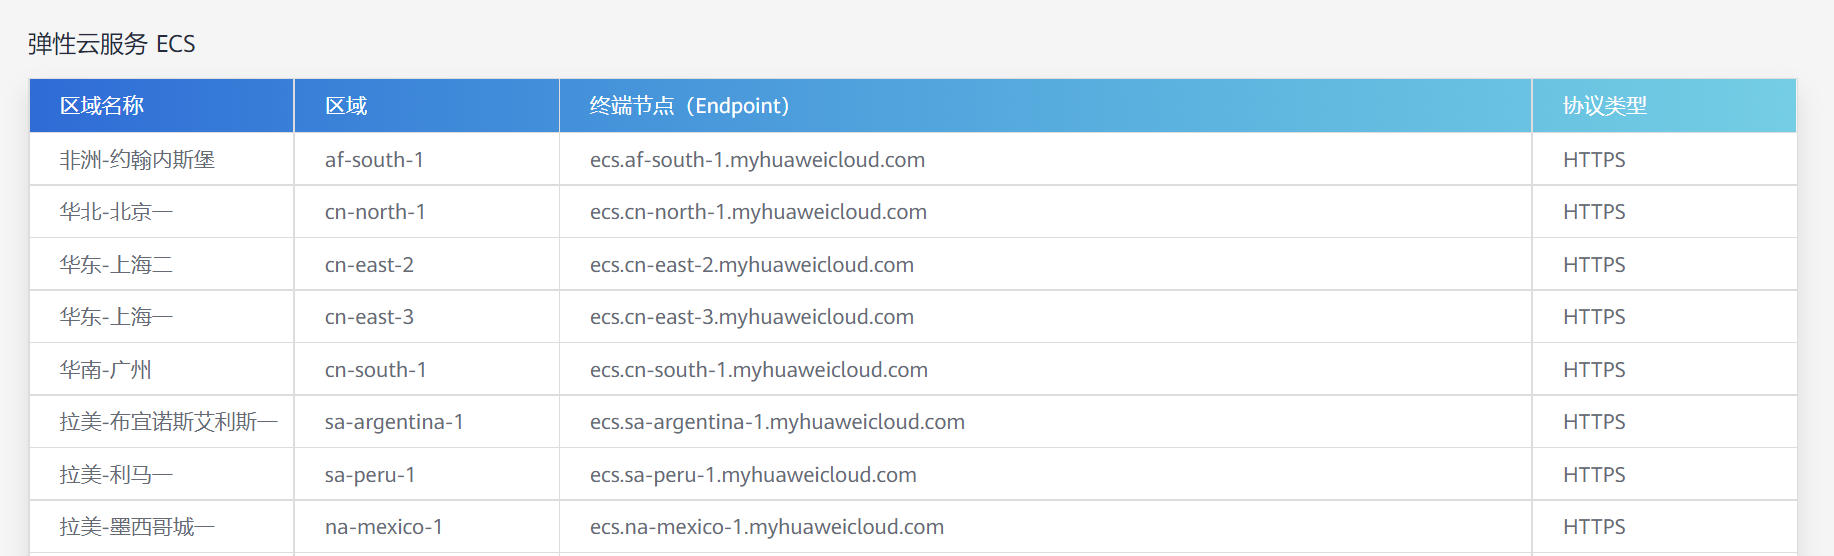 弹性云服务 ECS
区域名称 区域 终端节点（Endpoint） 协议类型
非洲-约翰内斯堡 af-south-1 ecs.af-south-1.myhuaweicloud.com HTTPS
华北-北京一 cn-north-1 ecs.cn-north-1.myhuaweicloud.com HTTPS
华东-上海二 cn-east-2 ecs.cn-east-2.myhuaweicloud.com HTTPS
华东-上海一 cn-east-3 ecs.cn-east-3.myhuaweicloud.com HTTPS
华南-广州 cn-south-1 ecs.cn-south-1.myhuaweicloud.com HTTPS
拉美-布宜诺斯艾利斯一 sa-argentina-1 ecs.sa-argentina-1.myhuaweicloud.com HTTPS
拉美-利马一 sa-peru-1 ecs.sa-peru-1.myhuaweicloud.com HTTPS
拉美-墨西哥城一 na-mexico-1 ecs.na-mexico-1.myhuaweicloud.com HTTPS